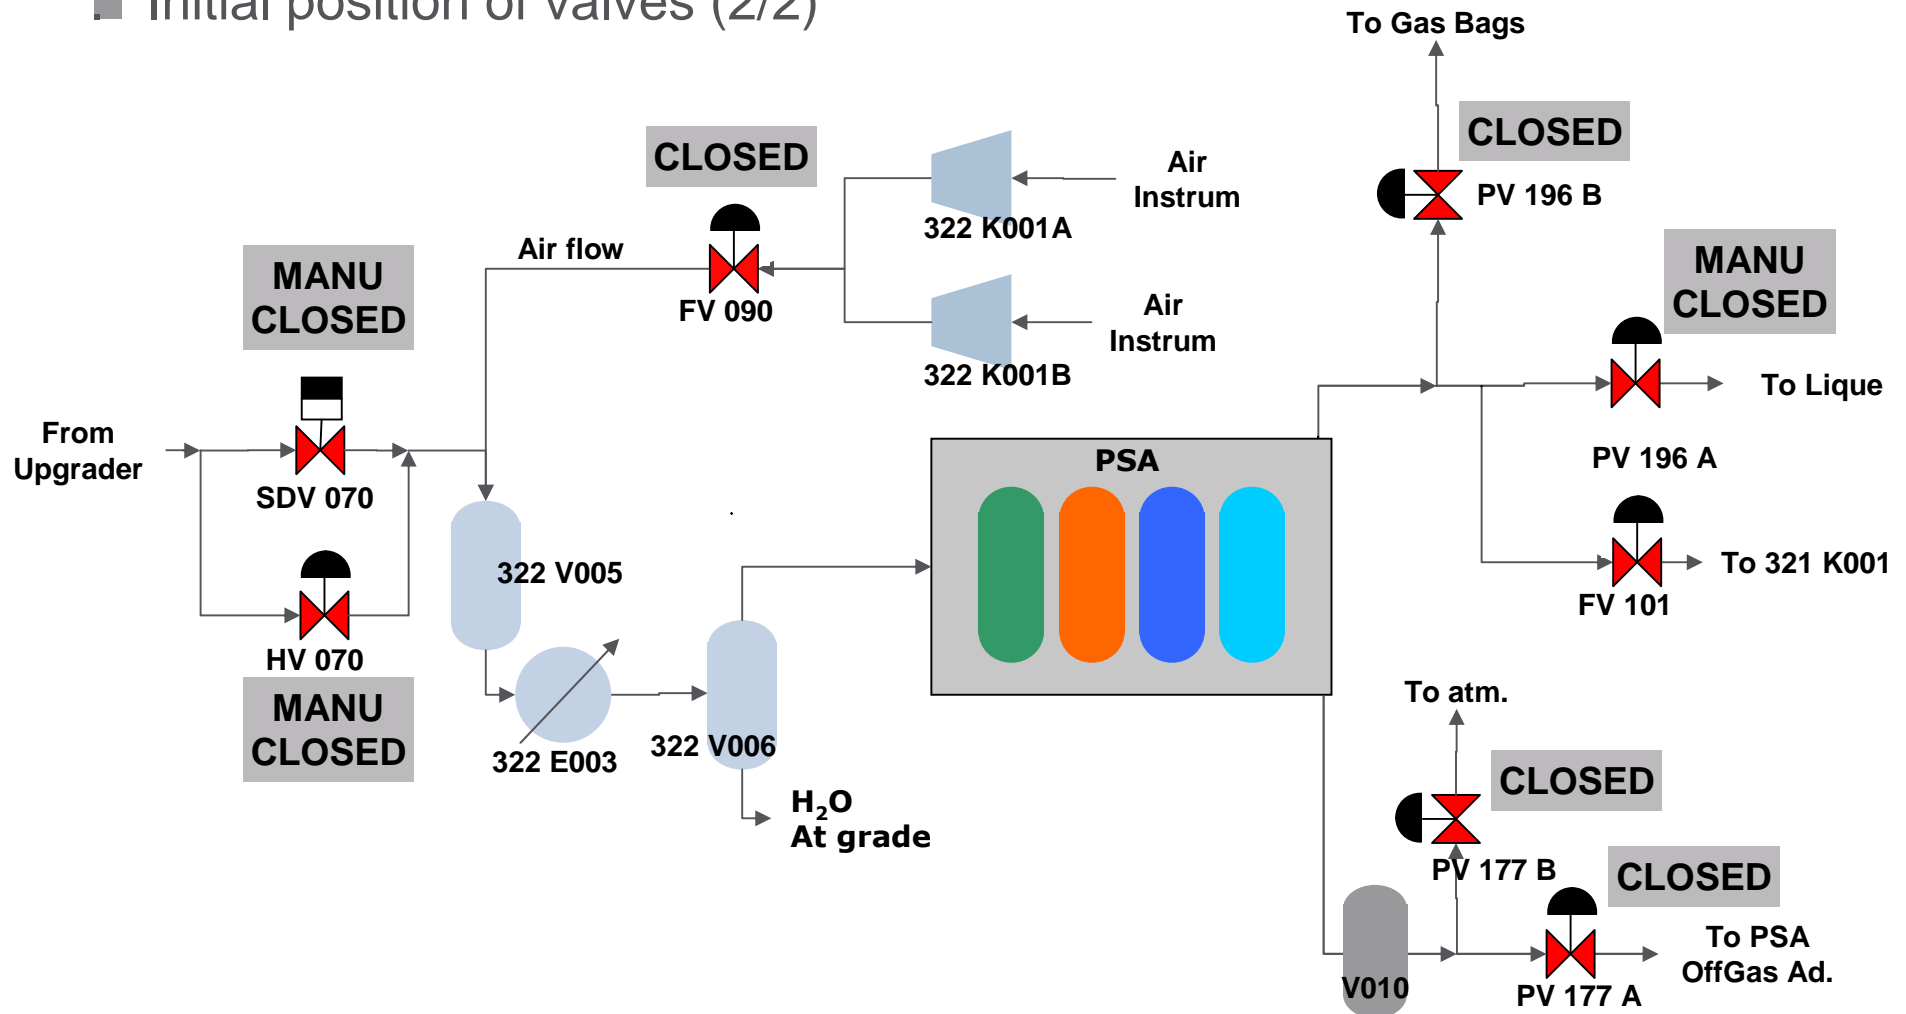 Initial position of valves (2/2)
To Gas Bags
CLOSED
PV 196 B
CLOSED
Air
Instrum
322 K001A
Air flow
FV 090
Air
Instrum
322 K001B
MANU
CLOSED
MANU
CLOSED
To Lique
PV 196 A
From
Upgrader
SDV 070
PSA
To 321 K001
FV 101
322 V005
HV 070
MANU
CLOSED
322 E003
322 V006
H₂O
At grade
To atm.
CLOSED
PV 177 B
CLOSED
To PSA
OffGas Ad.
V010
PV 177 A